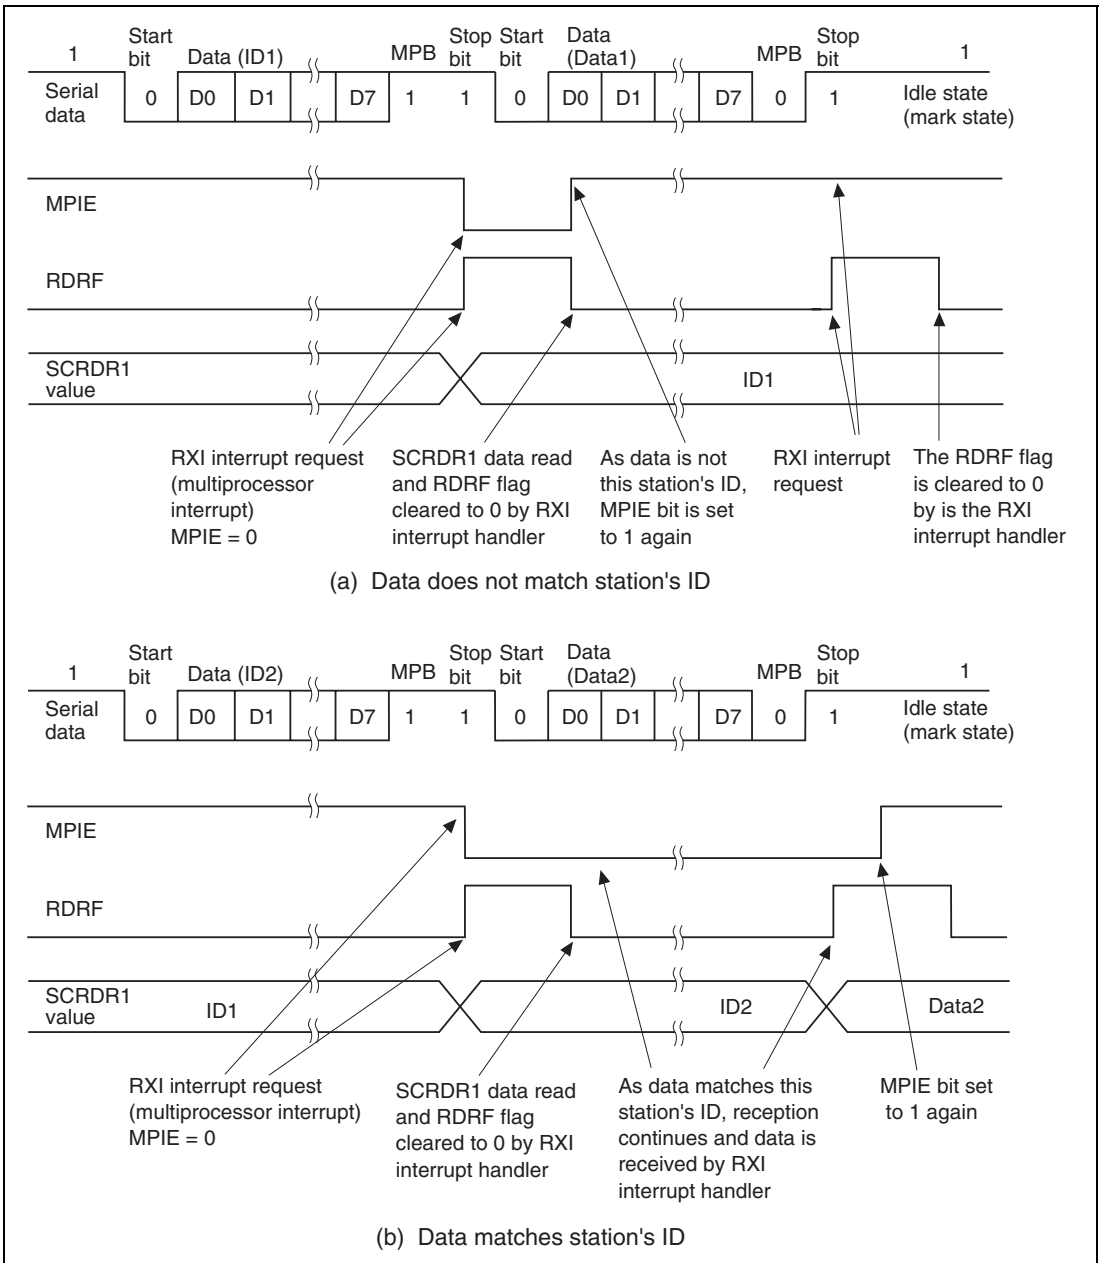 Start Data (ID1) Stop Start Data Stop
1 bit MPB bit bit (Data1) MPB bit 1
Serial data 0 D0 D1 D7 1 1 0 D0 D1 D7 0 1 Idle state (mark state)
MPIE
RDRF
SCRDR1
value
ID1
RXI interrupt request
(multiprocessor
interrupt)
MPIE = 0
SCRDR1 data read
and RDRF flag
cleared to 0 by RXI
interrupt handler
As data is not
this station's ID,
MPIE bit is set
to 1 again
RXI interrupt
request
The RDRF flag
is cleared to 0
by is the RXI
interrupt handler
(a) Data does not match station's ID
Start Data (ID2) Stop Start Data Stop
1 bit MPB bit bit (Data2) MPB bit 1
Serial data 0 D0 D1 D7 1 1 0 D0 D1 D7 0 1 Idle state (mark state)
MPIE
RDRF
SCRDR1
value
ID1 ID2 Data2
RXI interrupt request
(multiprocessor interrupt)
MPIE = 0
SCRDR1 data read
and RDRF flag
cleared to 0 by RXI
interrupt handler
As data matches this
station's ID, reception
continues and data is
received by RXI
interrupt handler
MPIE bit set
to 1 again
(b) Data matches station's ID